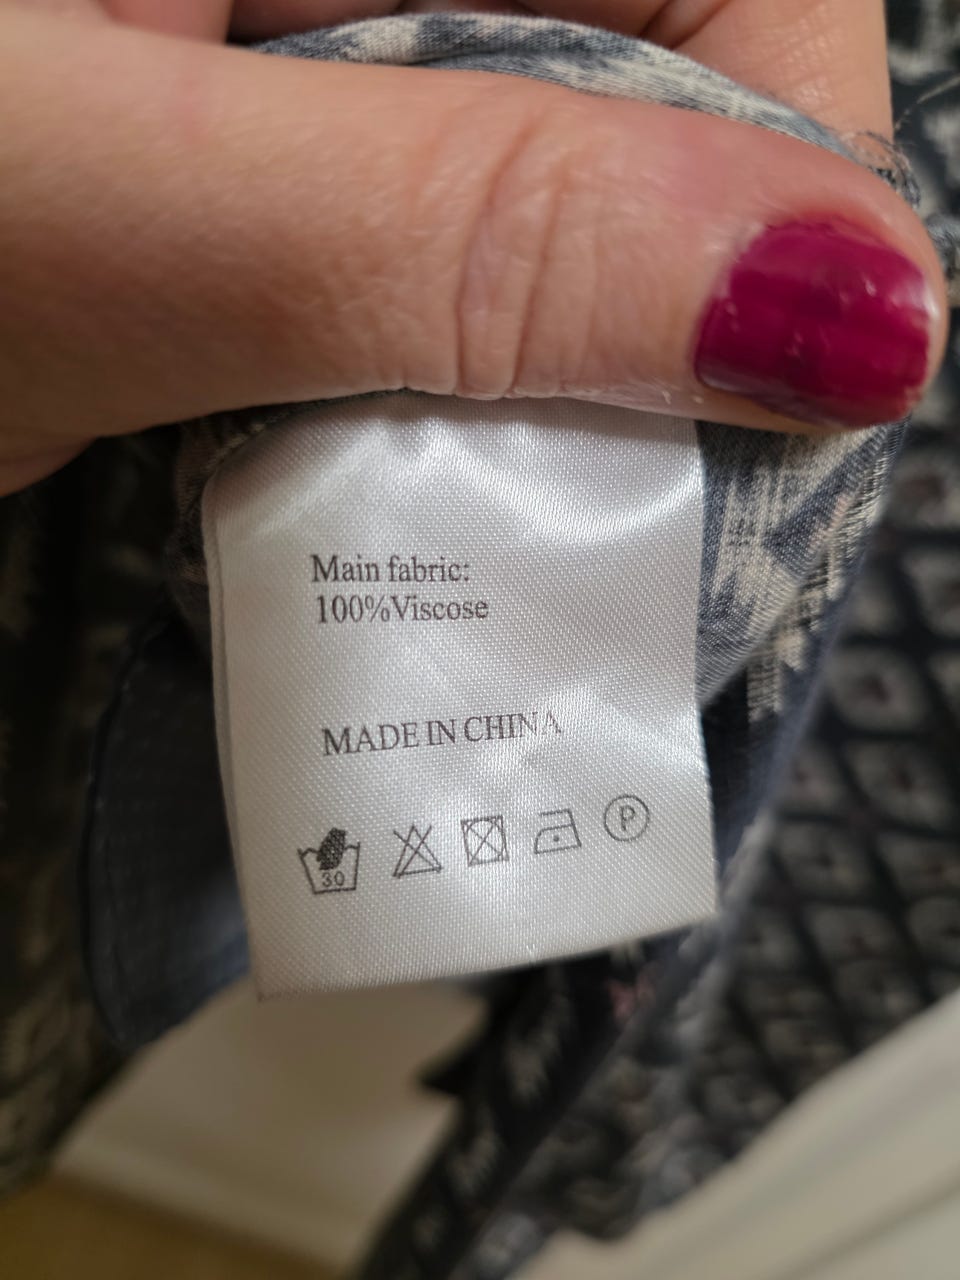 Main fabric:
100%Viscose
MADE IN CHINA
30
P